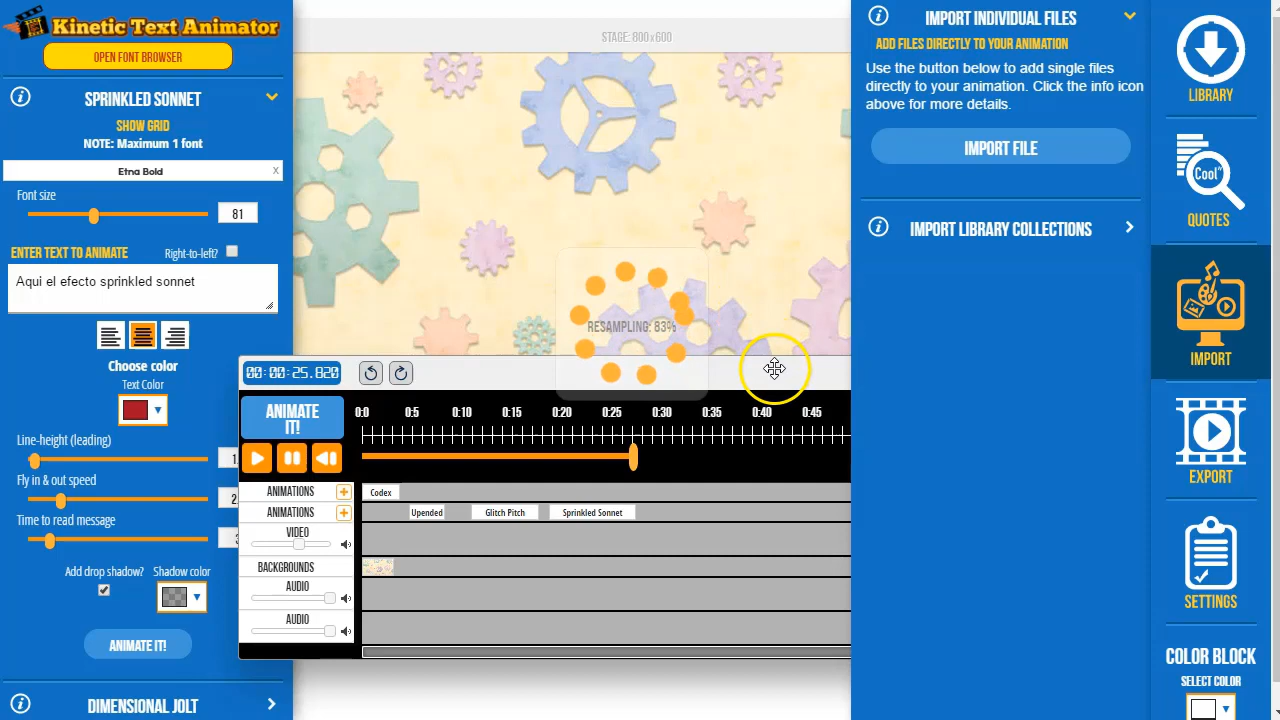 Kinetic Text Animator
OPEN FONT BROWSER
SPRINKLED SONNET
SHOW GRID
NOTE: Maximum 1 font
Etna Bold
X
Font size
81
ENTER TEXT TO ANIMATE
Right-to-left?
Aqui el efecto sprinkled sonnet
Choose color
Text Color
Line-height (leading)
1.
Fly in & out speed
2
Time to read message
3
Add drop shadow?
Shadow color
ANIMATE IT!
DIMENSIONAL JOLT
STAGE: 800x600
RESAMPLING: 83%
00:00:25.820
ANIMATE
IT!
0:0 0:5 0:10 0:15 0:20 0:25 0:30 0:35 0:40 0:45
ANIMATIONS
Codex
ANIMATIONS
Upended
Glitch Pitch
Sprinkled Sonnet
VIDEO
BACKGROUNDS
AUDIO
AUDIO
IMPORT INDIVIDUAL FILES
ADD FILES DIRECTLY TO YOUR ANIMATION
Use the button below to add single files
directly to your animation. Click the info icon
above for more details.
IMPORT FILE
IMPORT LIBRARY COLLECTIONS
LIBRARY
Cool"
QUOTES
IMPORT
EXPORT
SETTINGS
COLOR BLOCK
SELECT COLOR